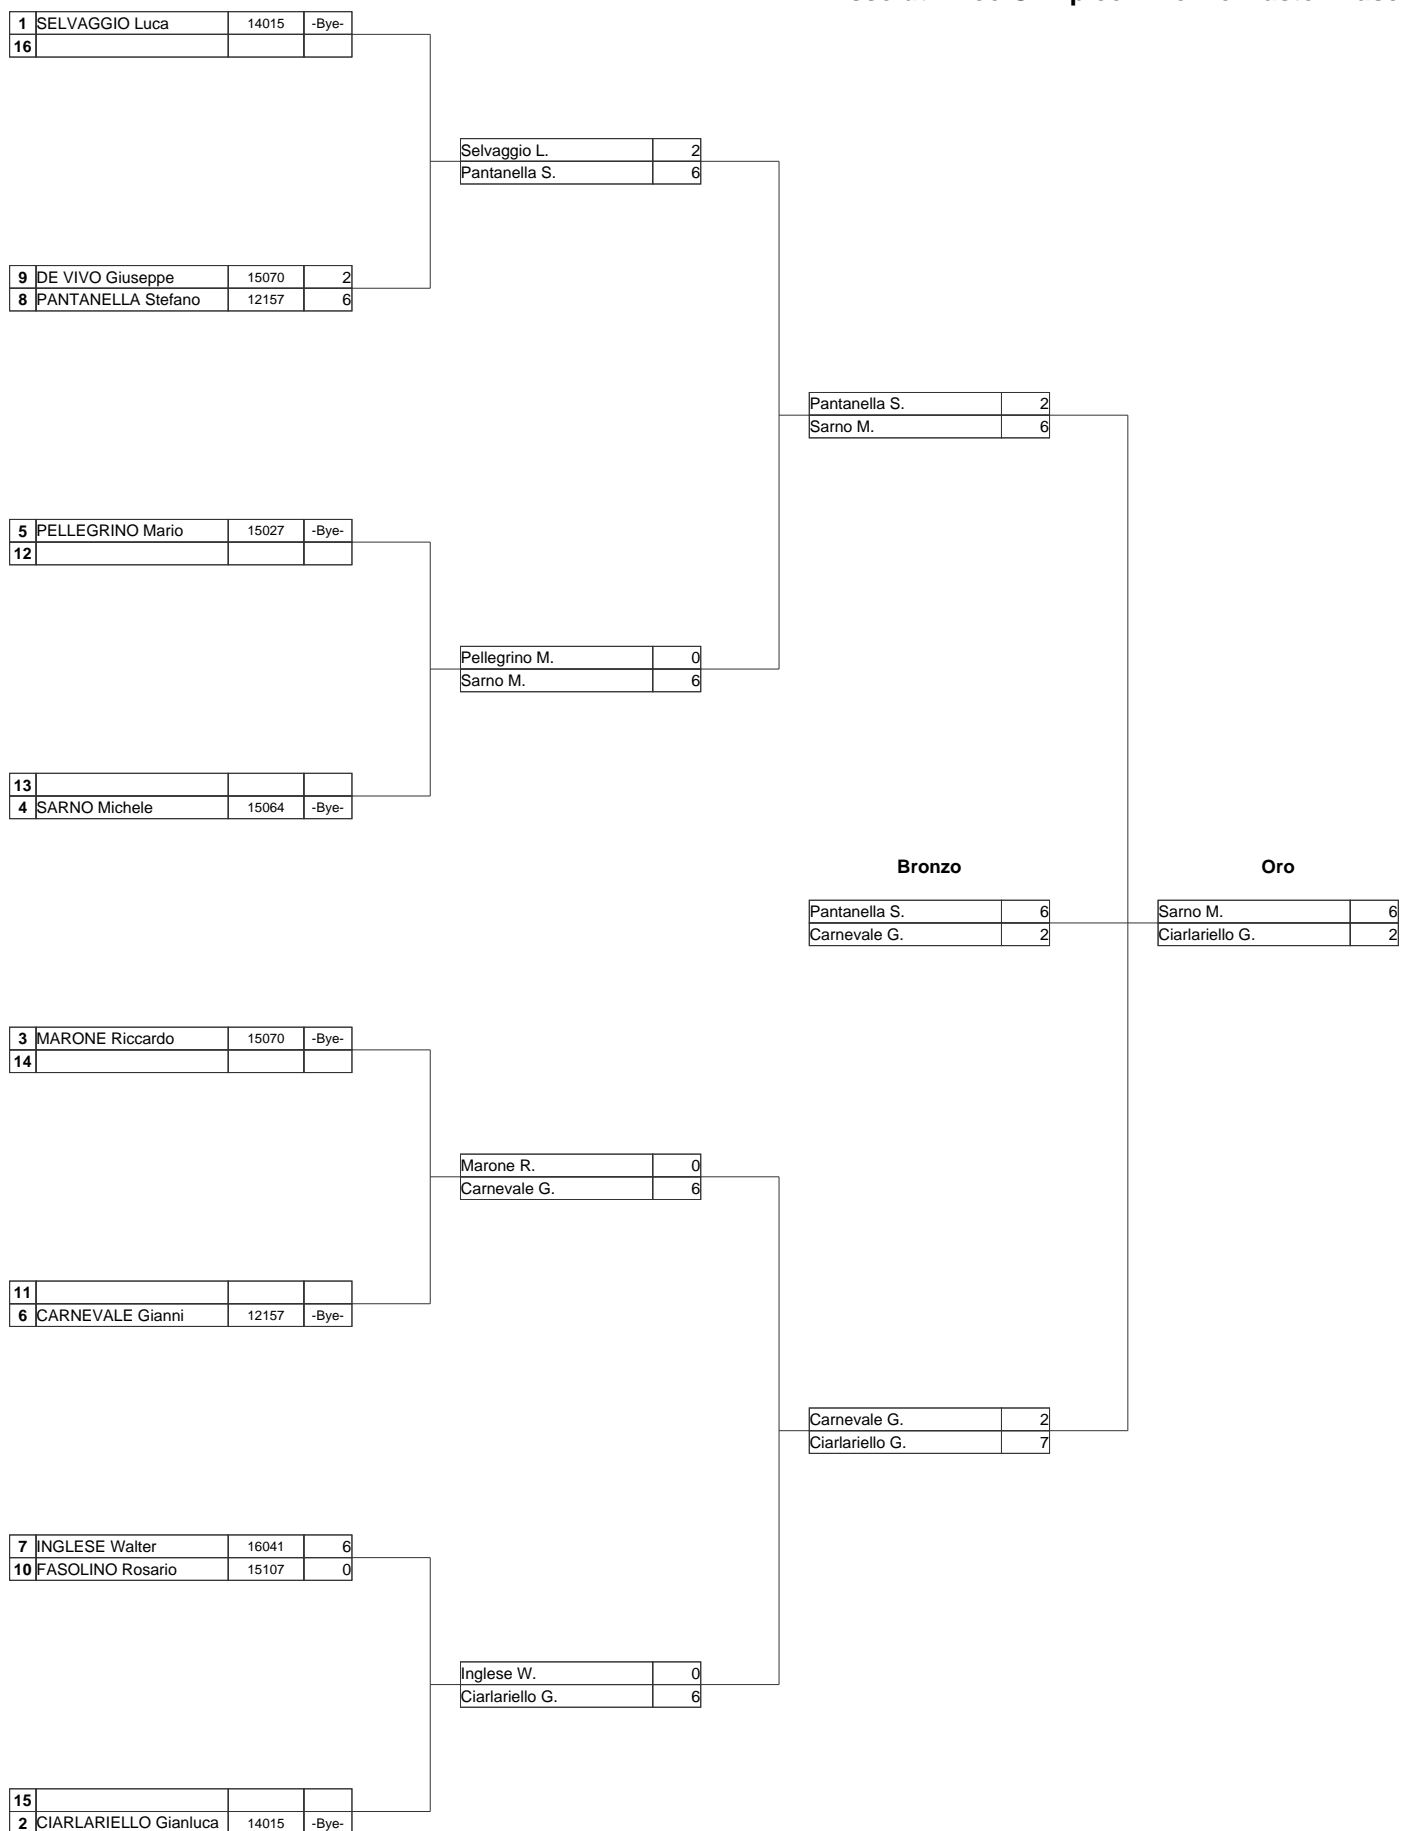 1 SELVAGGIO Luca 14015 -Bye-
16
Selvaggio L. 2
Pantanella S. 6
9 DE VIVO Giuseppe 15070 2
8 PANTANELLA Stefano 12157 6
Pantanella S. 2
Sarno M. 6
5 PELLEGRINO Mario 15027 -Bye-
12
Pellegrino M. 0
Sarno M. 6
13
4 SARNO Michele 15064 -Bye-
Bronzo Oro
Pantanella S. 6 Sarno M. 6
Carnevale G. 2 Ciarlariello G. 2
3 MARONE Riccardo 15070 -Bye-
14
Marone R. 0
Carnevale G. 6
11
6 CARNEVALE Gianni 12157 -Bye-
Carnevale G. 2
Ciarlariello G. 7
7 INGLESE Walter 16041 6
10 FASOLINO Rosario 15107 0
Inglese W. 0
Ciarlariello G. 6
15
2 CIARLARIELLO Gianluca 14015 -Bye-